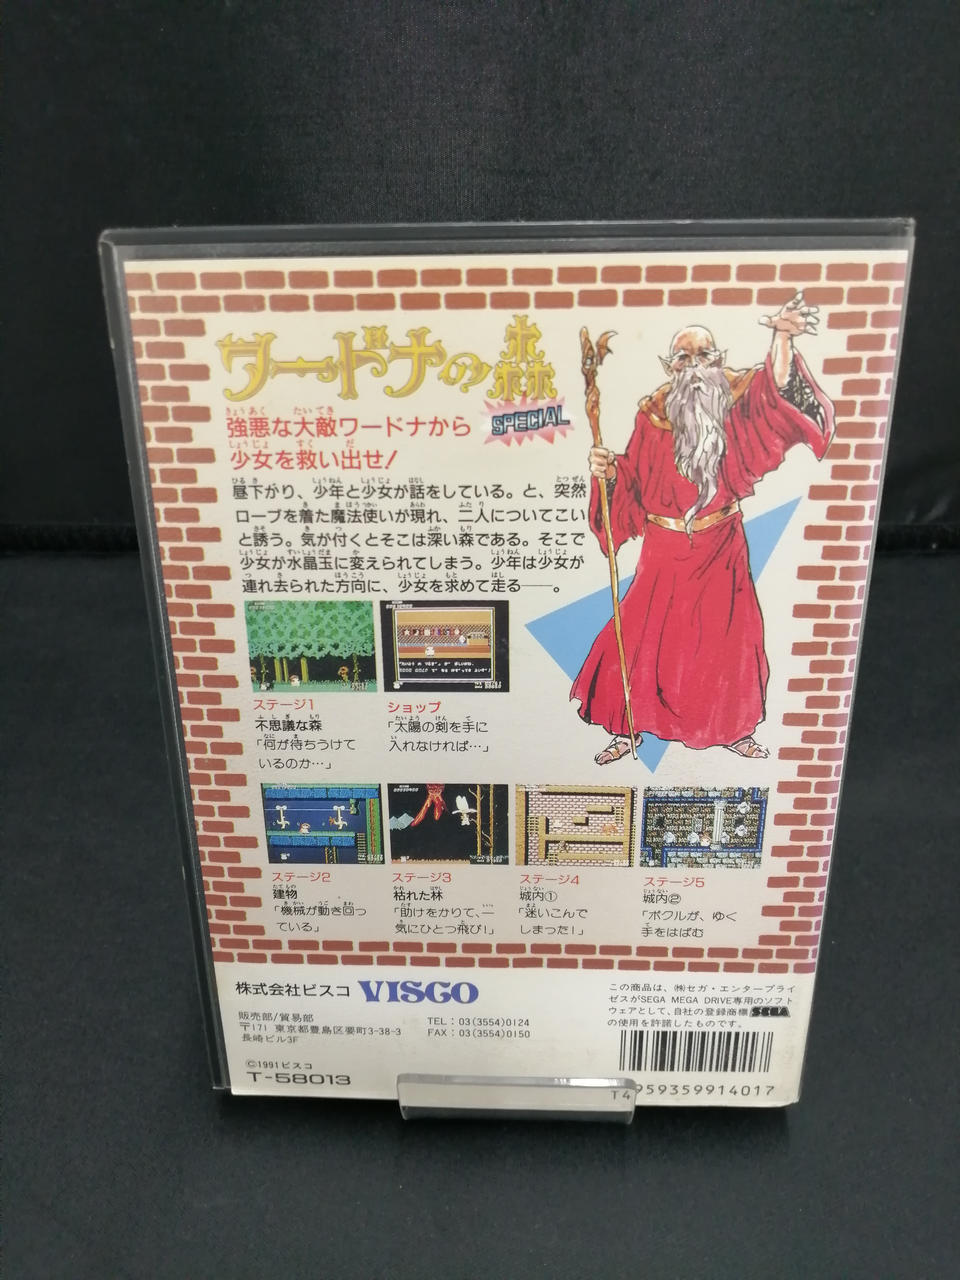 ワードナの森
SPECIAL
強悪な大敵ワードナから
少女を救い出せ!
昼下がり、少年と少女が話をしている。と、突然
ローブを着た魔法使いが現れ、二人についてこい
と誘う。気が付くとそこは深い森である。そこで
少女が水晶玉に変えられてしまう。少年は少女が
連れ去られた方向に、少女を求めて走る――。
ステージ1
不思議な森
「何が待ちうけて
いるのか…」
ショップ
「太陽の剣を手に
入れなければ…」
ステージ2
建物
「機械が動き回っ
ている」
ステージ3
枯れた林
「助けをかりて、一
気にひとつ飛び!」
ステージ4
城内①
「迷いこんで
しまった!」
ステージ5
城内②
「ボクルが、ゆく
手をはばむ
株式会社ビスコ VISCO
販売部/貿易部
〒171 東京都豊島区要町3-38-3
長崎ビル3F
TEL:03(3554)0124
FAX:03(3554)0150
©1991ビスコ
T-58013
この商品は、㈱セガ・エンタープライ
ゼスがSEGA MEGA DRIVE専用のソフト
ウェアとして、自社の登録商標 SEGA
の使用を許諾したものです。
T4959359914017